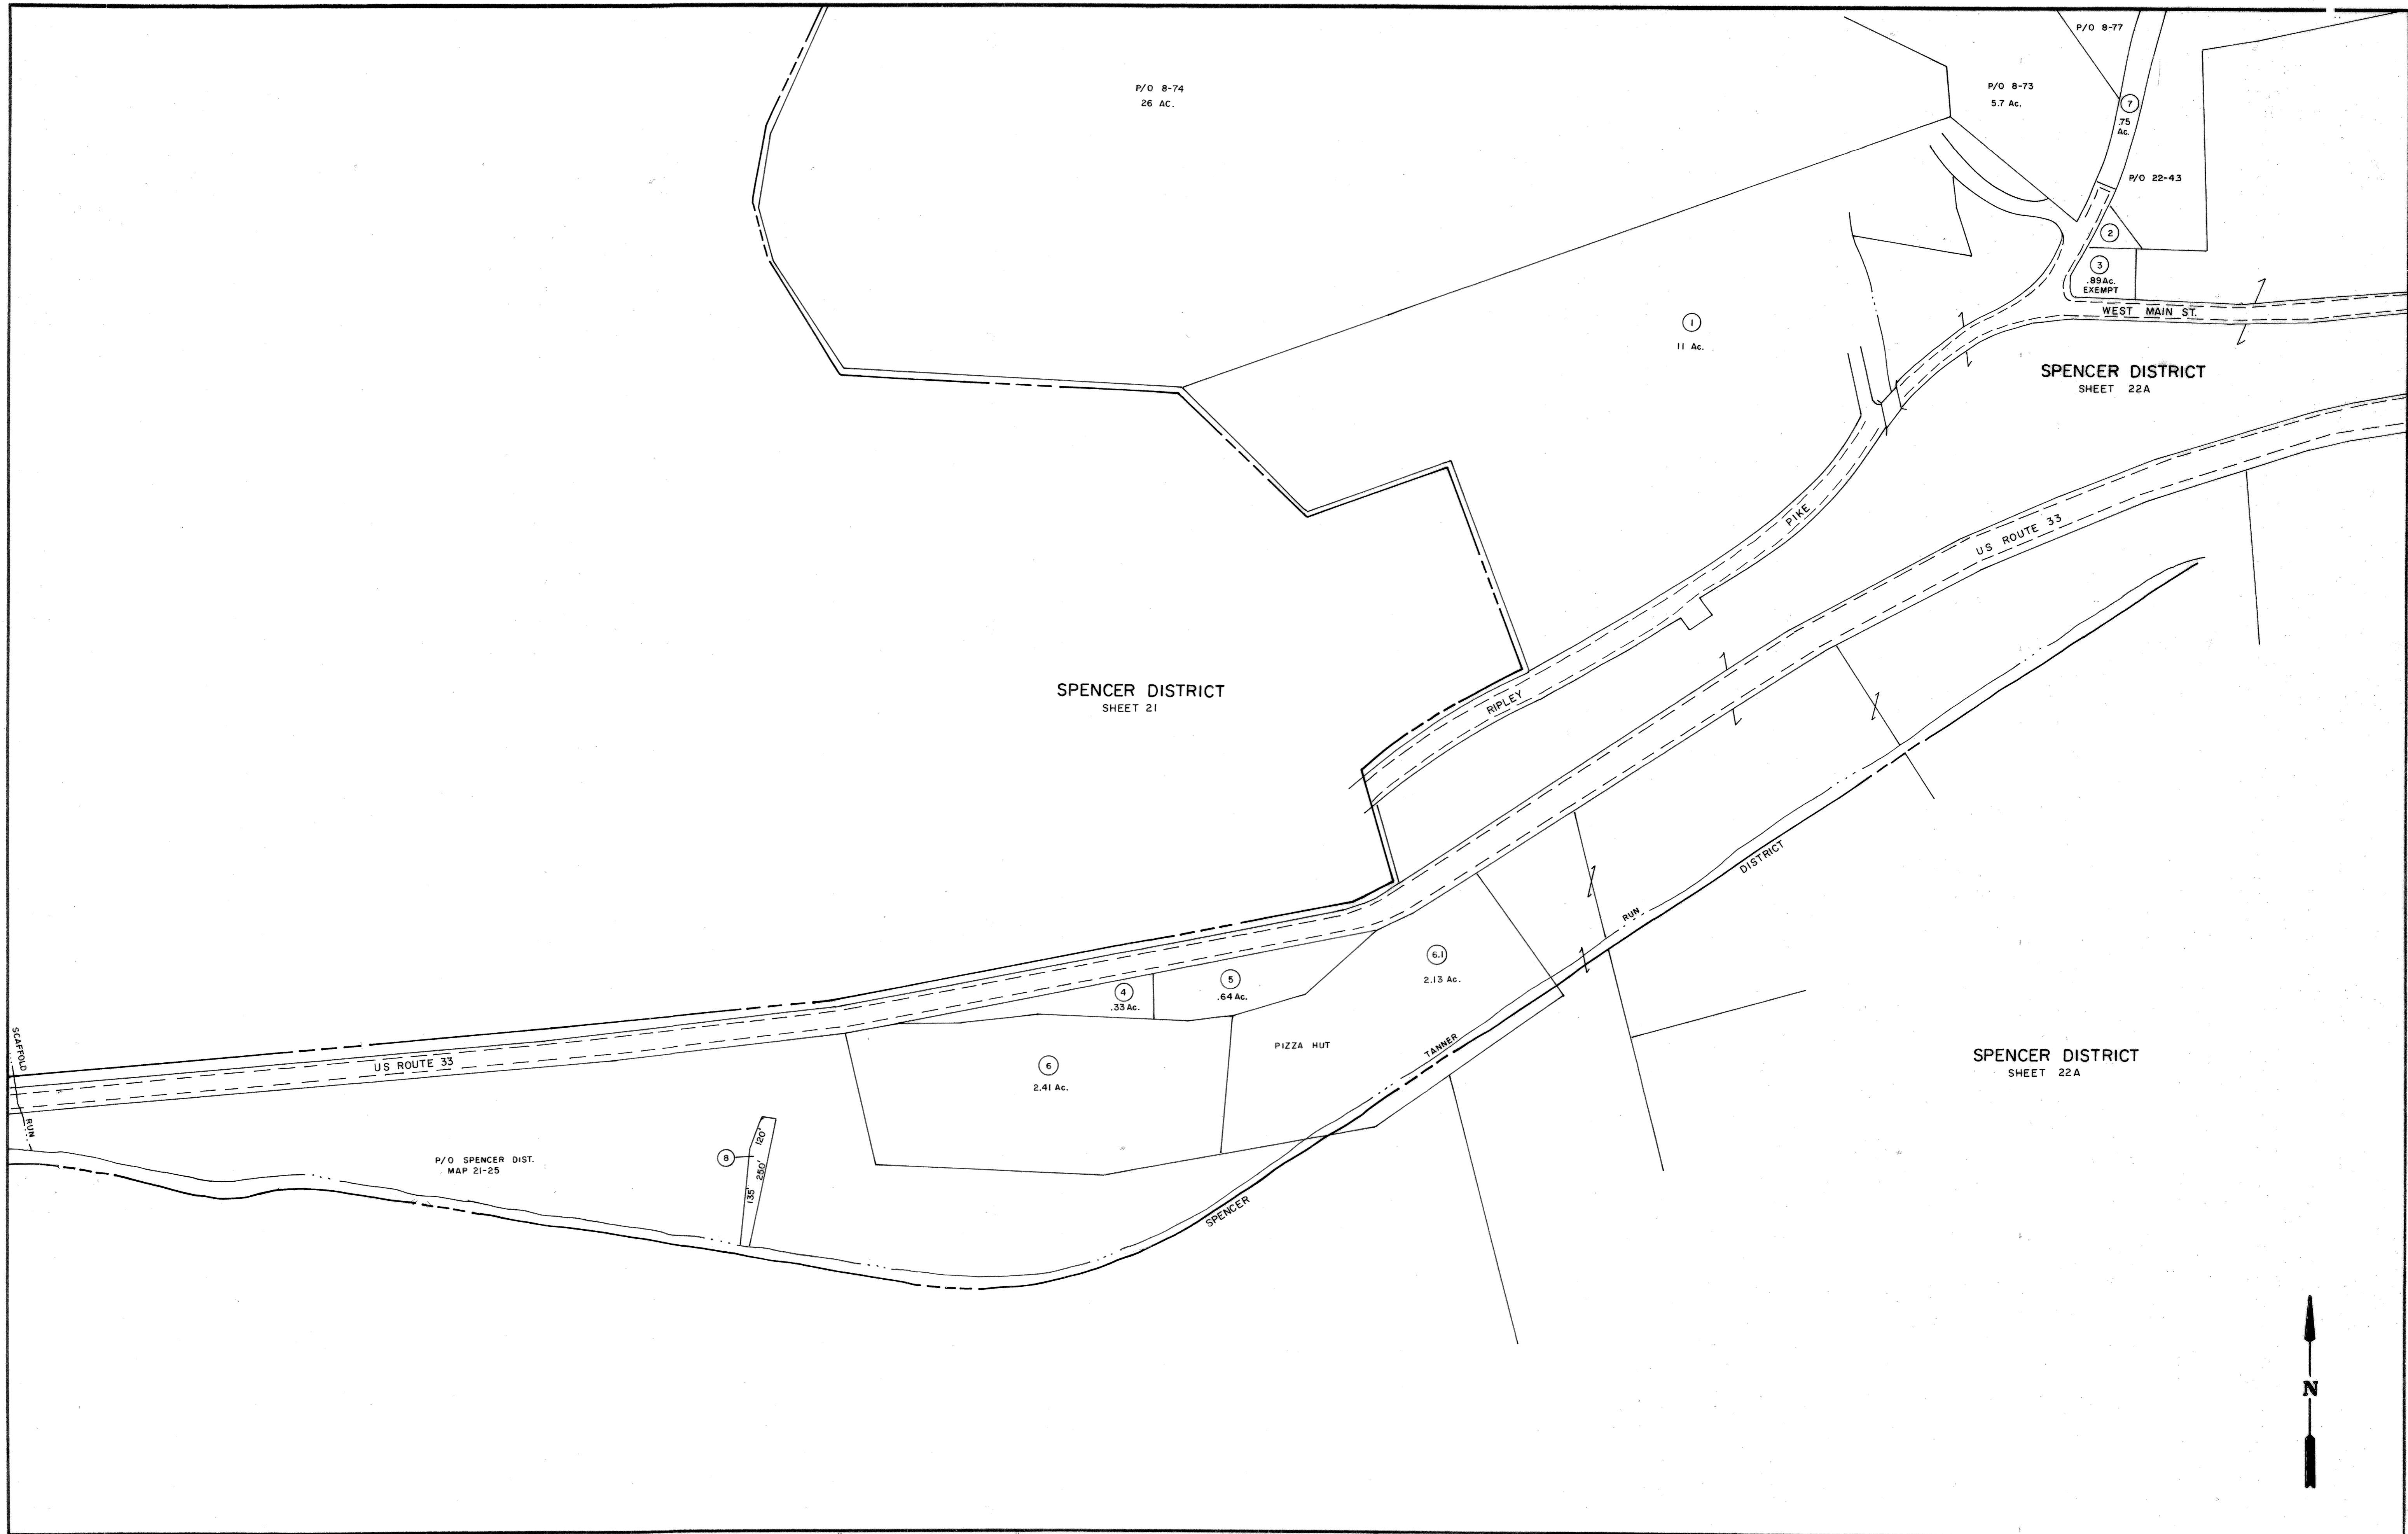 P/O 8-77
P/O 8-74
26 AC.
P/O 8-73
5.7 Ac.
7
.75
Ac.
P/O 22-43
2
3
.89Ac.
EXEMPT
WEST MAIN ST.
1
11 Ac.
SPENCER DISTRICT
SHEET 22A
PIKE
US ROUTE 33
SPENCER DISTRICT
SHEET 21
RIPLEY
DISTRICT
RUN
6.1
2.13 Ac.
5
.64 Ac.
4
.33 Ac.
SCAFFOLD
RUN
US ROUTE 33
PIZZA HUT
TANNER
6
2.41 Ac.
SPENCER DISTRICT
SHEET 22A
P/O SPENCER DIST.
MAP 21-25
8
120'
250'
135'
SPENCER
N